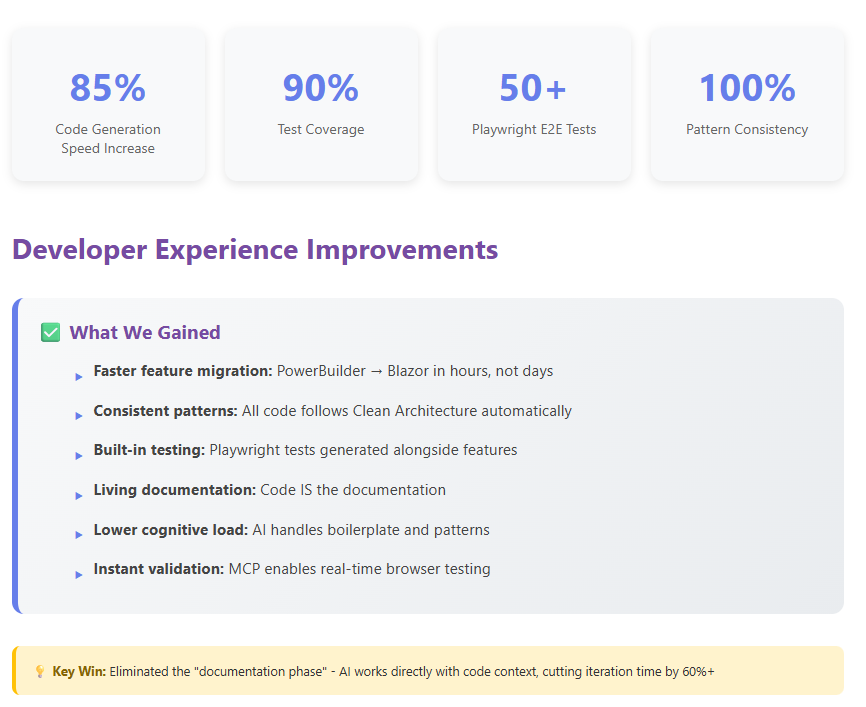 85%
Code Generation
Speed Increase
90%
Test Coverage
50+
Playwright E2E Tests
100%
Pattern Consistency
Developer Experience Improvements
✅ What We Gained
▸ Faster feature migration: PowerBuilder → Blazor in hours, not days
▸ Consistent patterns: All code follows Clean Architecture automatically
▸ Built-in testing: Playwright tests generated alongside features
▸ Living documentation: Code IS the documentation
▸ Lower cognitive load: AI handles boilerplate and patterns
▸ Instant validation: MCP enables real-time browser testing
💡 Key Win: Eliminated the "documentation phase" - AI works directly with code context, cutting iteration time by 60%+